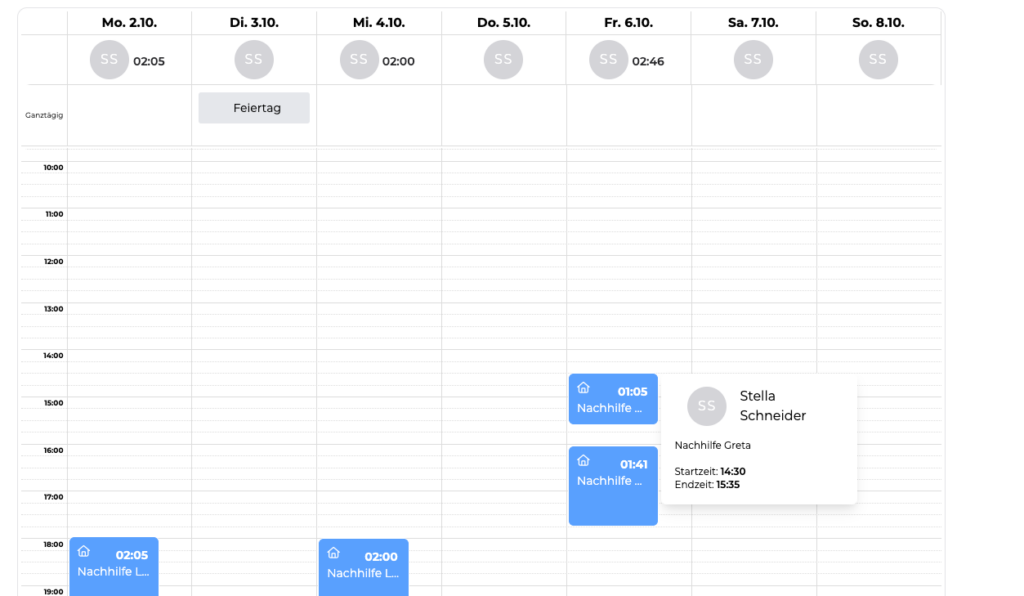 Mo. 2.10. Di. 3.10. Mi. 4.10. Do. 5.10. Fr. 6.10. Sa. 7.10. So. 8.10.
SS 02:05 SS SS 02:00 SS SS 02:46 SS SS
Feiertag
Ganztägig
10:00
11:00
12:00
13:00
14:00
01:05
Nachhilfe ...
15:00
SS
Stella
Schneider
Nachhilfe Greta
Startzeit: 14:30
Endzeit: 15:35
16:00
01:41
Nachhilfe ...
17:00
18:00
02:05
Nachhilfe L...
02:00
Nachhilfe L...
19:00